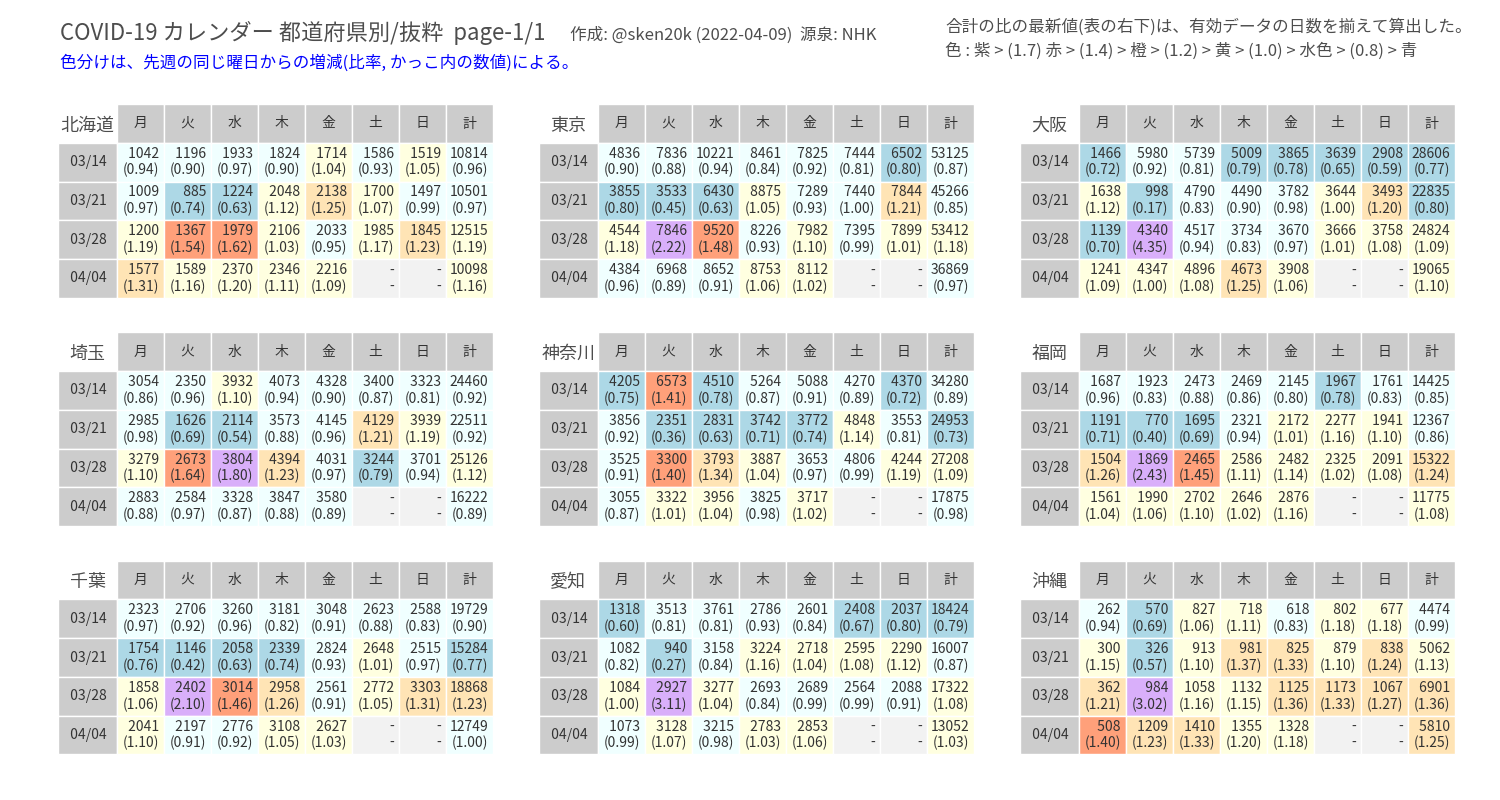 COVID-19 カレンダー 都道府県別/抜粋 page-1/1 作成: @sken20k (2022-04-09) 源泉: NHK
色分けは、先週の同じ曜日からの増減(比率, かっこ内の数値)による。
合計の比の最新値(表の右下)は、有効データの日数を揃えて算出した。
色 : 紫 > (1.7) 赤 > (1.4) > 橙 > (1.2) > 黄 > (1.0) > 水色 > (0.8) > 青
北海道 月 火 水 木 金 土 日 計
03/14 1042 1196 1933 1824 1714 1586 1519 10814
(0.94) (0.90) (0.97) (0.90) (1.04) (0.93) (1.05) (0.96)
03/21 1009 885 1224 2048 2138 1700 1497 10501
(0.97) (0.74) (0.63) (1.12) (1.25) (1.07) (0.99) (0.97)
03/28 1200 1367 1979 2106 2033 1985 1845 12515
(1.19) (1.54) (1.62) (1.03) (0.95) (1.17) (1.23) (1.19)
04/04 1577 1589 2370 2346 2216 - - 10098
(1.31) (1.16) (1.20) (1.11) (1.09) - - (1.16)
東京 月 火 水 木 金 土 日 計
03/14 4836 7836 10221 8461 7825 7444 6502 53125
(0.90) (0.88) (0.94) (0.84) (0.92) (0.81) (0.80) (0.87)
03/21 3855 3533 6430 8875 7289 7440 7844 45266
(0.80) (0.45) (0.63) (1.05) (0.93) (1.00) (1.21) (0.85)
03/28 4544 7846 9520 8226 7982 7395 7899 53412
(1.18) (2.22) (1.48) (0.93) (1.10) (0.99) (1.01) (1.18)
04/04 4384 6968 8652 8753 8112 - - 36869
(0.96) (0.89) (0.91) (1.06) (1.02) - - (0.97)
大阪 月 火 水 木 金 土 日 計
03/14 1466 5980 5739 5009 3865 3639 2908 28606
(0.72) (0.92) (0.81) (0.79) (0.78) (0.65) (0.59) (0.77)
03/21 1638 998 4790 4490 3782 3644 3493 22835
(1.12) (0.17) (0.83) (0.90) (0.98) (1.00) (1.20) (0.80)
03/28 1139 4340 4517 3734 3670 3666 3758 24824
(0.70) (4.35) (0.94) (0.83) (0.97) (1.01) (1.08) (1.09)
04/04 1241 4347 4896 4673 3908 - - 19065
(1.09) (1.00) (1.08) (1.25) (1.06) - - (1.10)
埼玉 月 火 水 木 金 土 日 計
03/14 3054 2350 3932 4073 4328 3400 3323 24460
(0.86) (0.96) (1.10) (0.94) (0.90) (0.87) (0.81) (0.92)
03/21 2985 1626 2114 3573 4145 4129 3939 22511
(0.98) (0.69) (0.54) (0.88) (0.96) (1.21) (1.19) (0.92)
03/28 3279 2673 3804 4394 4031 3244 3701 25126
(1.10) (1.64) (1.80) (1.23) (0.97) (0.79) (0.94) (1.12)
04/04 2883 2584 3328 3847 3580 - - 16222
(0.88) (0.97) (0.87) (0.88) (0.89) - - (0.89)
神奈川 月 火 水 木 金 土 日 計
03/14 4205 6573 4510 5264 5088 4270 4370 34280
(0.75) (1.41) (0.78) (0.87) (0.91) (0.89) (0.72) (0.89)
03/21 3856 2351 2831 3742 3772 4848 3553 24953
(0.92) (0.36) (0.63) (0.71) (0.74) (1.14) (0.81) (0.73)
03/28 3525 3300 3793 3887 3653 4806 4244 27208
(0.91) (1.40) (1.34) (1.04) (0.97) (0.99) (1.19) (1.09)
04/04 3055 3322 3956 3825 3717 - - 17875
(0.87) (1.01) (1.04) (0.98) (1.02) - - (0.98)
福岡 月 火 水 木 金 土 日 計
03/14 1687 1923 2473 2469 2145 1967 1761 14425
(0.96) (0.83) (0.88) (0.86) (0.80) (0.78) (0.83) (0.85)
03/21 1191 770 1695 2321 2172 2277 1941 12367
(0.71) (0.40) (0.69) (0.94) (1.01) (1.16) (1.10) (0.86)
03/28 1504 1869 2465 2586 2482 2325 2091 15322
(1.26) (2.43) (1.45) (1.11) (1.14) (1.02) (1.08) (1.24)
04/04 1561 1990 2702 2646 2876 - - 11775
(1.04) (1.06) (1.10) (1.02) (1.16) - - (1.08)
千葉 月 火 水 木 金 土 日 計
03/14 2323 2706 3260 3181 3048 2623 2588 19729
(0.97) (0.92) (0.96) (0.82) (0.91) (0.88) (0.83) (0.90)
03/21 1754 1146 2058 2339 2824 2648 2515 15284
(0.76) (0.42) (0.63) (0.74) (0.93) (1.01) (0.97) (0.77)
03/28 1858 2402 3014 2958 2561 2772 3303 18868
(1.06) (2.10) (1.46) (1.26) (0.91) (1.05) (1.31) (1.23)
04/04 2041 2197 2776 3108 2627 - - 12749
(1.10) (0.91) (0.92) (1.05) (1.03) - - (1.00)
愛知 月 火 水 木 金 土 日 計
03/14 1318 3513 3761 2786 2601 2408 2037 18424
(0.60) (0.81) (0.81) (0.93) (0.84) (0.67) (0.80) (0.79)
03/21 1082 940 3158 3224 2718 2595 2290 16007
(0.82) (0.27) (0.84) (1.16) (1.04) (1.08) (1.12) (0.87)
03/28 1084 2927 3277 2693 2689 2564 2088 17322
(1.00) (3.11) (1.04) (0.84) (0.99) (0.99) (0.91) (1.08)
04/04 1073 3128 3215 2783 2853 - - 13052
(0.99) (1.07) (0.98) (1.03) (1.06) - - (1.03)
沖縄 月 火 水 木 金 土 日 計
03/14 262 570 827 718 618 802 677 4474
(0.94) (0.69) (1.06) (1.11) (0.83) (1.18) (1.18) (0.99)
03/21 300 326 913 981 825 879 838 5062
(1.15) (0.57) (1.10) (1.37) (1.33) (1.10) (1.24) (1.13)
03/28 362 984 1058 1132 1125 1173 1067 6901
(1.21) (3.02) (1.16) (1.15) (1.36) (1.33) (1.27) (1.36)
04/04 508 1209 1410 1355 1328 - - 5810
(1.40) (1.23) (1.33) (1.20) (1.18) - - (1.25)